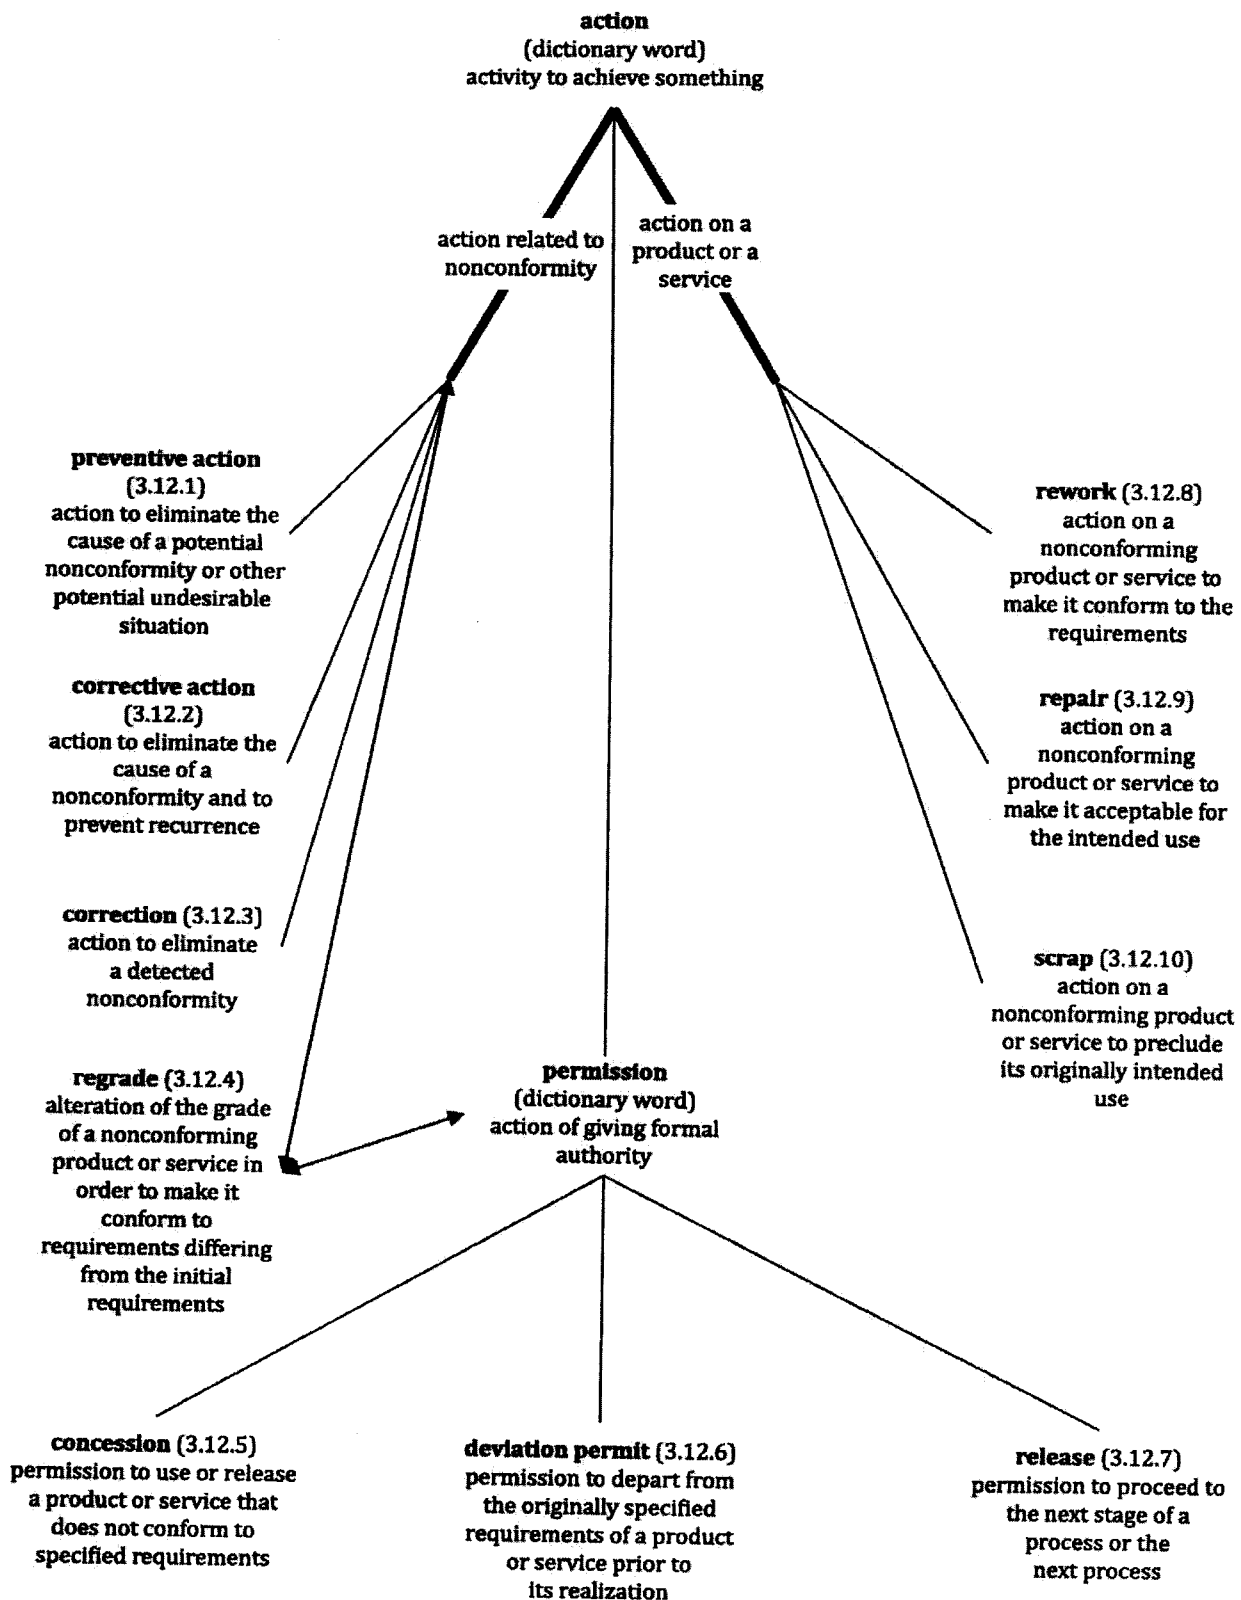 action
(dictionary word)
activity to achieve something
action related to
nonconformity
action on a
product or a
service
preventive action
(3.12.1)
action to eliminate the
cause of a potential
nonconformity or other
potential undesirable
situation
corrective action
(3.12.2)
action to eliminate the
cause of a
nonconformity and to
prevent recurrence
correction (3.12.3)
action to eliminate
a detected
nonconformity
regrade (3.12.4)
alteration of the grade
of a nonconforming
product or service in
order to make it
conform to
requirements differing
from the initial
requirements
rework (3.12.8)
action on a
nonconforming
product or service to
make it conform to the
requirements
repair (3.12.9)
action on a
nonconforming
product or service to
make it acceptable for
the intended use
scrap (3.12.10)
action on a
nonconforming product
or service to preclude
its originally intended
use
permission
(dictionary word)
action of giving formal
authority
concession (3.12.5)
permission to use or release
a product or service that
does not conform to
specified requirements
deviation permit (3.12.6)
permission to depart from
the originally specified
requirements of a product
or service prior to
its realization
release (3.12.7)
permission to proceed to
the next stage of a
process or the
next process